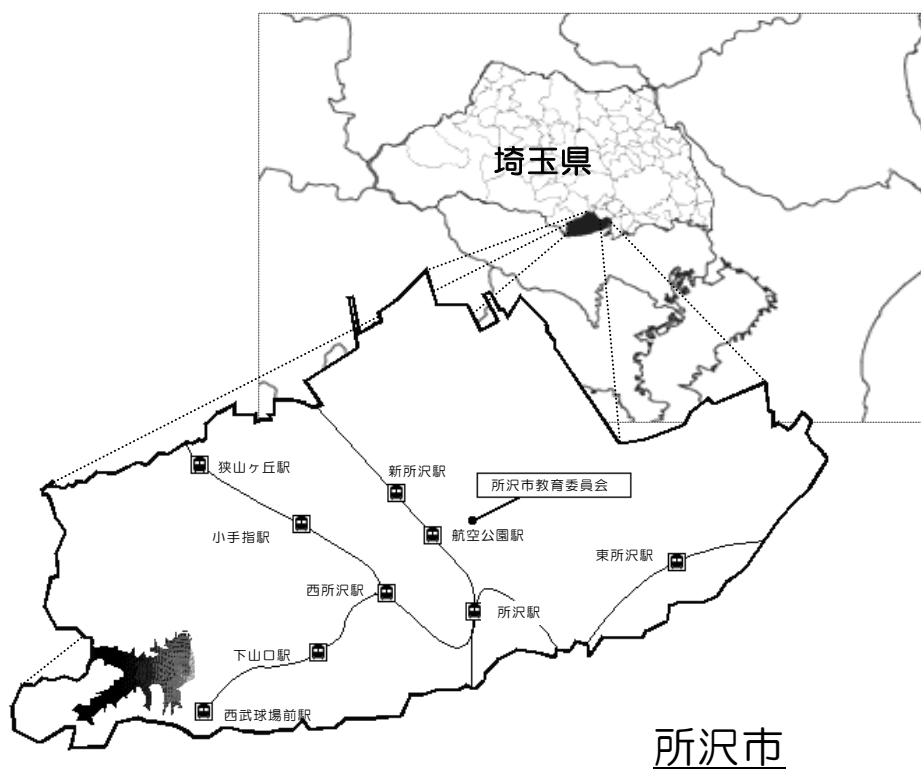 埼玉県
狭山ヶ丘駅
新所沢駅
所沢市教育委員会
小手指駅
航空公園駅
東所沢駅
西所沢駅
所沢駅
下山口駅
西武球場前駅
所沢市